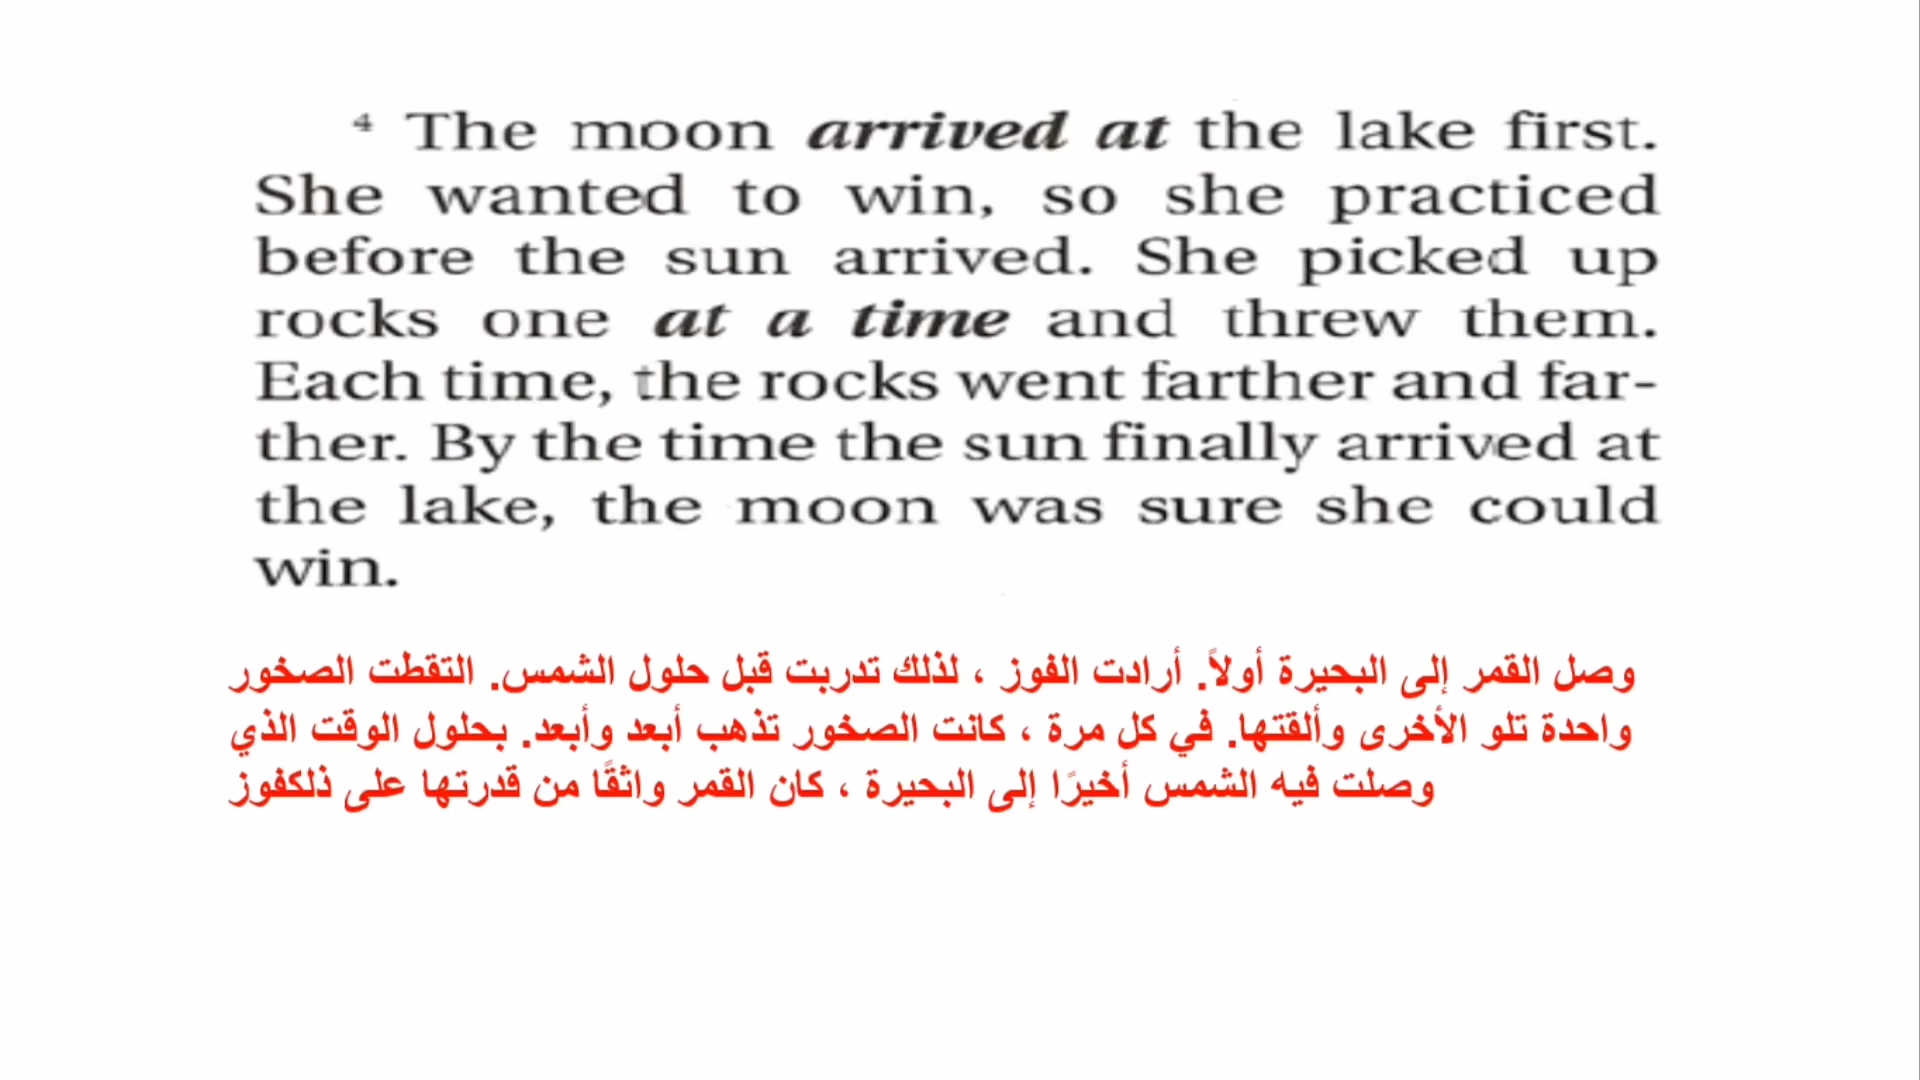 4 The moon arrived at the lake first.
She wanted to win, so she practiced
before the sun arrived. She picked up
rocks one at a time and threw them.
Each time, the rocks went farther and far-
ther. By the time the sun finally arrived at
the lake, the moon was sure she could
win.
وصل القمر إلى البحيرة أولاً. أرادت الفوز ، لذلك تدربت قبل حلول الشمس. التقطت الصخور
واحدة تلو الأخرى وألقتها. في كل مرة ، كانت الصخور تذهب أبعد وأبعد. بحلول الوقت الذي
وصلت فيه الشمس أخيرًا إلى البحيرة ، كان القمر واثقًا من قدرتها على ذلكفوز